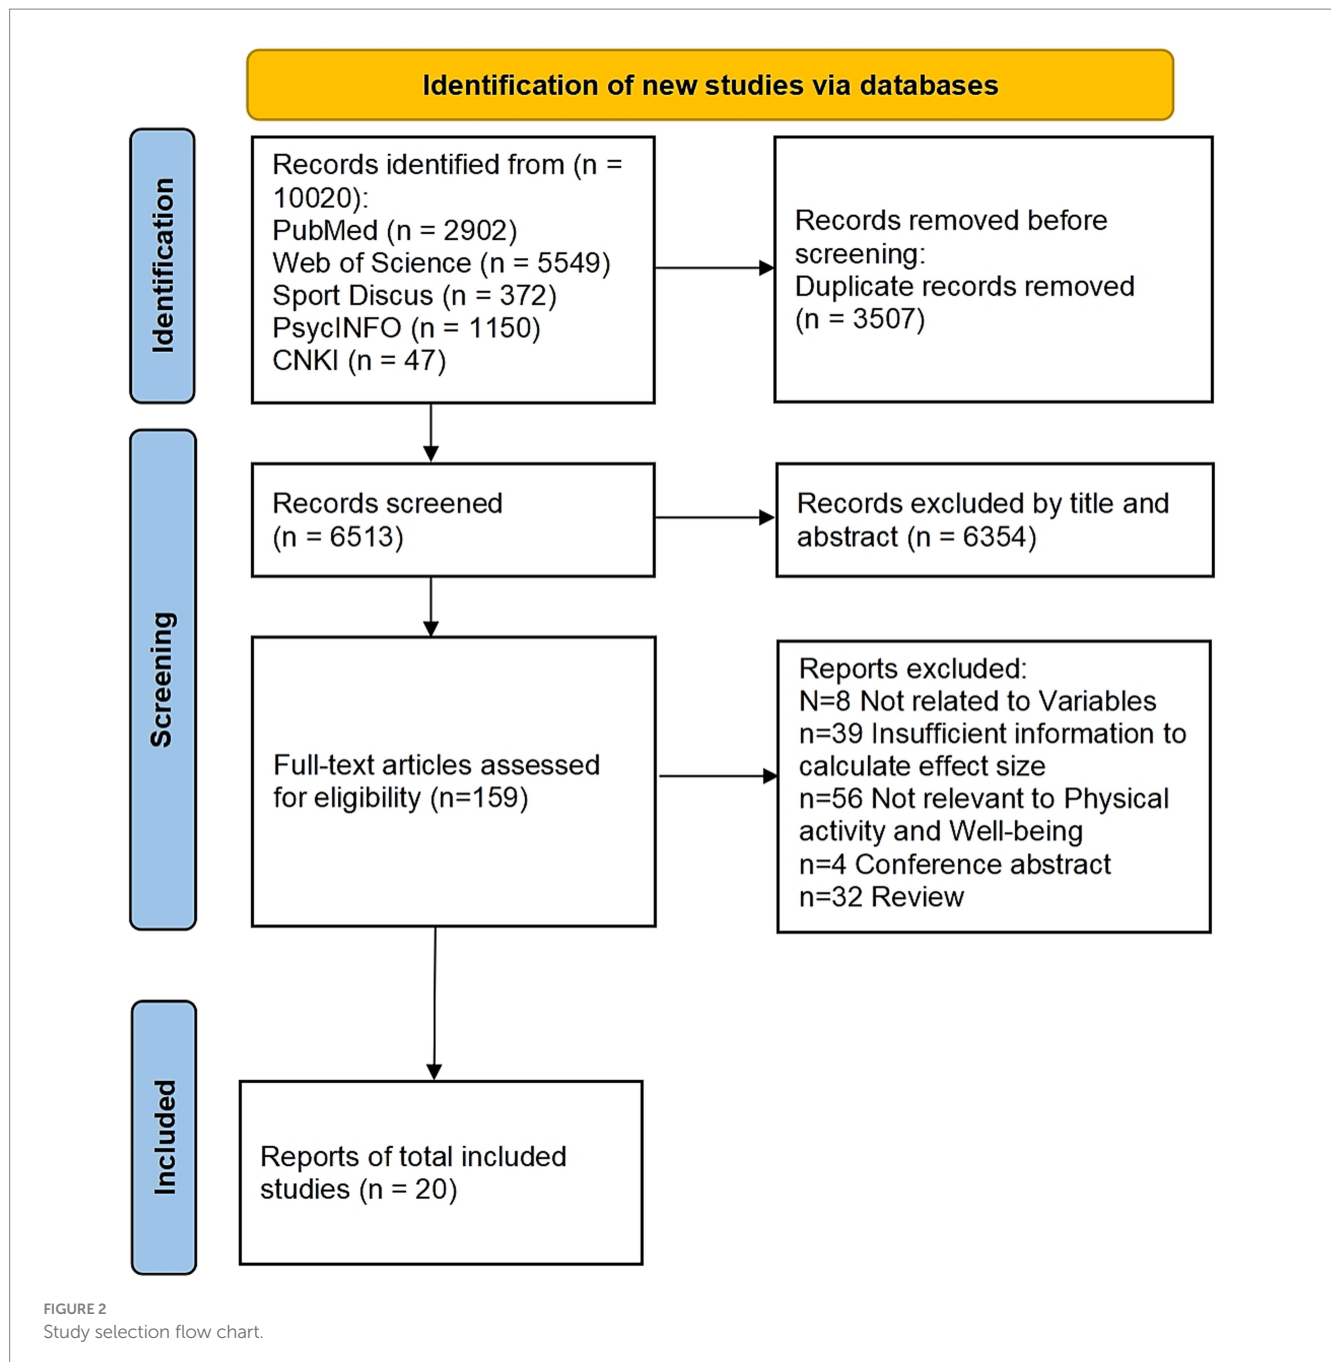 Identification of new studies via databases
Identification
Records identified from (n =
10020):
PubMed (n = 2902)
Web of Science (n = 5549)
Sport Discus (n = 372)
PsycINFO (n = 1150)
CNKI (n = 47)
Records removed before
screening:
Duplicate records removed
(n = 3507)
Screening
Records screened
(n = 6513)
Records excluded by title and
abstract (n = 6354)
Full-text articles assessed
for eligibility (n=159)
Reports excluded:
N=8 Not related to Variables
n=39 Insufficient information to
calculate effect size
n=56 Not relevant to Physical
activity and Well-being
n=4 Conference abstract
n=32 Review
Included
Reports of total included
studies (n = 20)
FIGURE 2
Study selection flow chart.